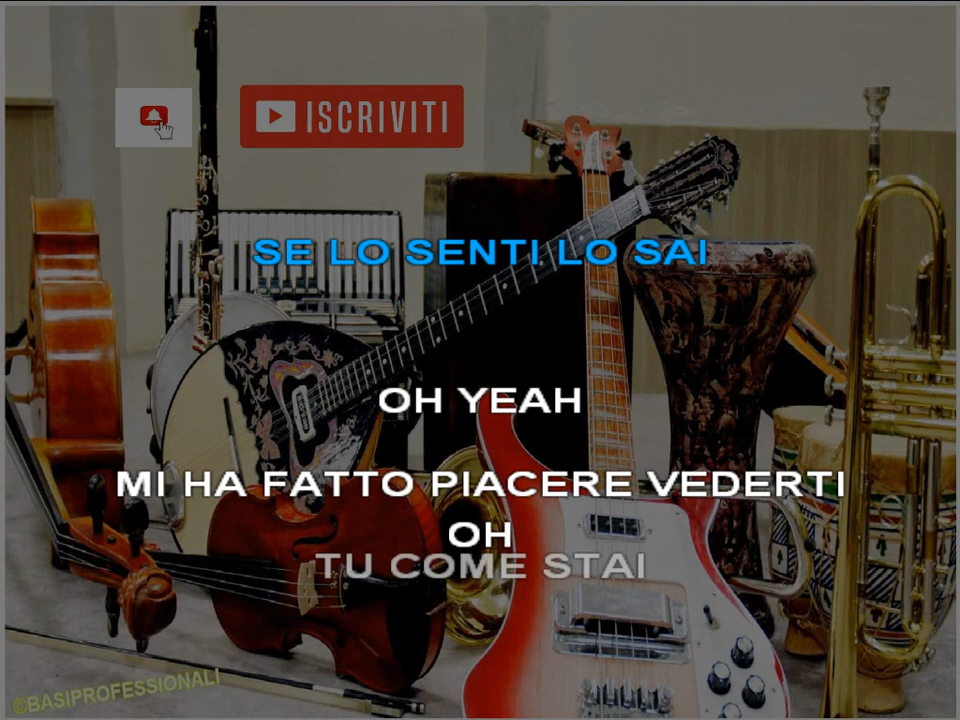 ISCRIVITI
SE LO SENTI LO SAI
OH YEAH
MI HA FATTO PIACERE VEDERTI
OH
TU COME STAI
©BASIPROFESSIONALI